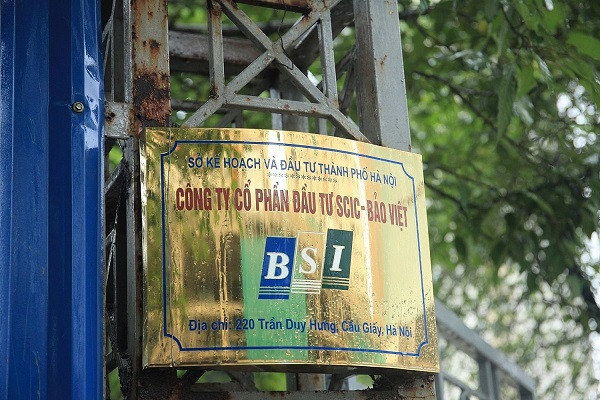 SỞ KẾ HOẠCH VÀ ĐẦU TƯ THÀNH PHỐ HÀ NỘI
******************
CÔNG TY CỔ PHẦN ĐẦU TƯ SCIC- BẢO VIỆT
BSI
Địa chỉ: 220 Trần Duy Hưng, Cầu Giấy, Hà Nội